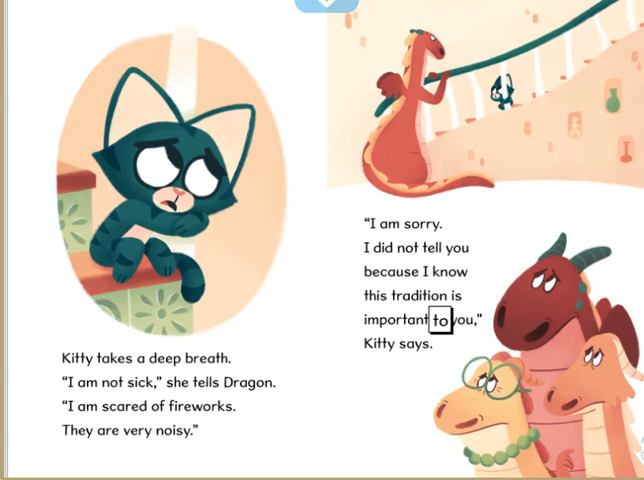 Kitty takes a deep breath.
“I am not sick,” she tells Dragon.
“I am scared of fireworks.
They are very noisy.”
“I am sorry.
I did not tell you
because I know
this tradition is
important to you,”
Kitty says.